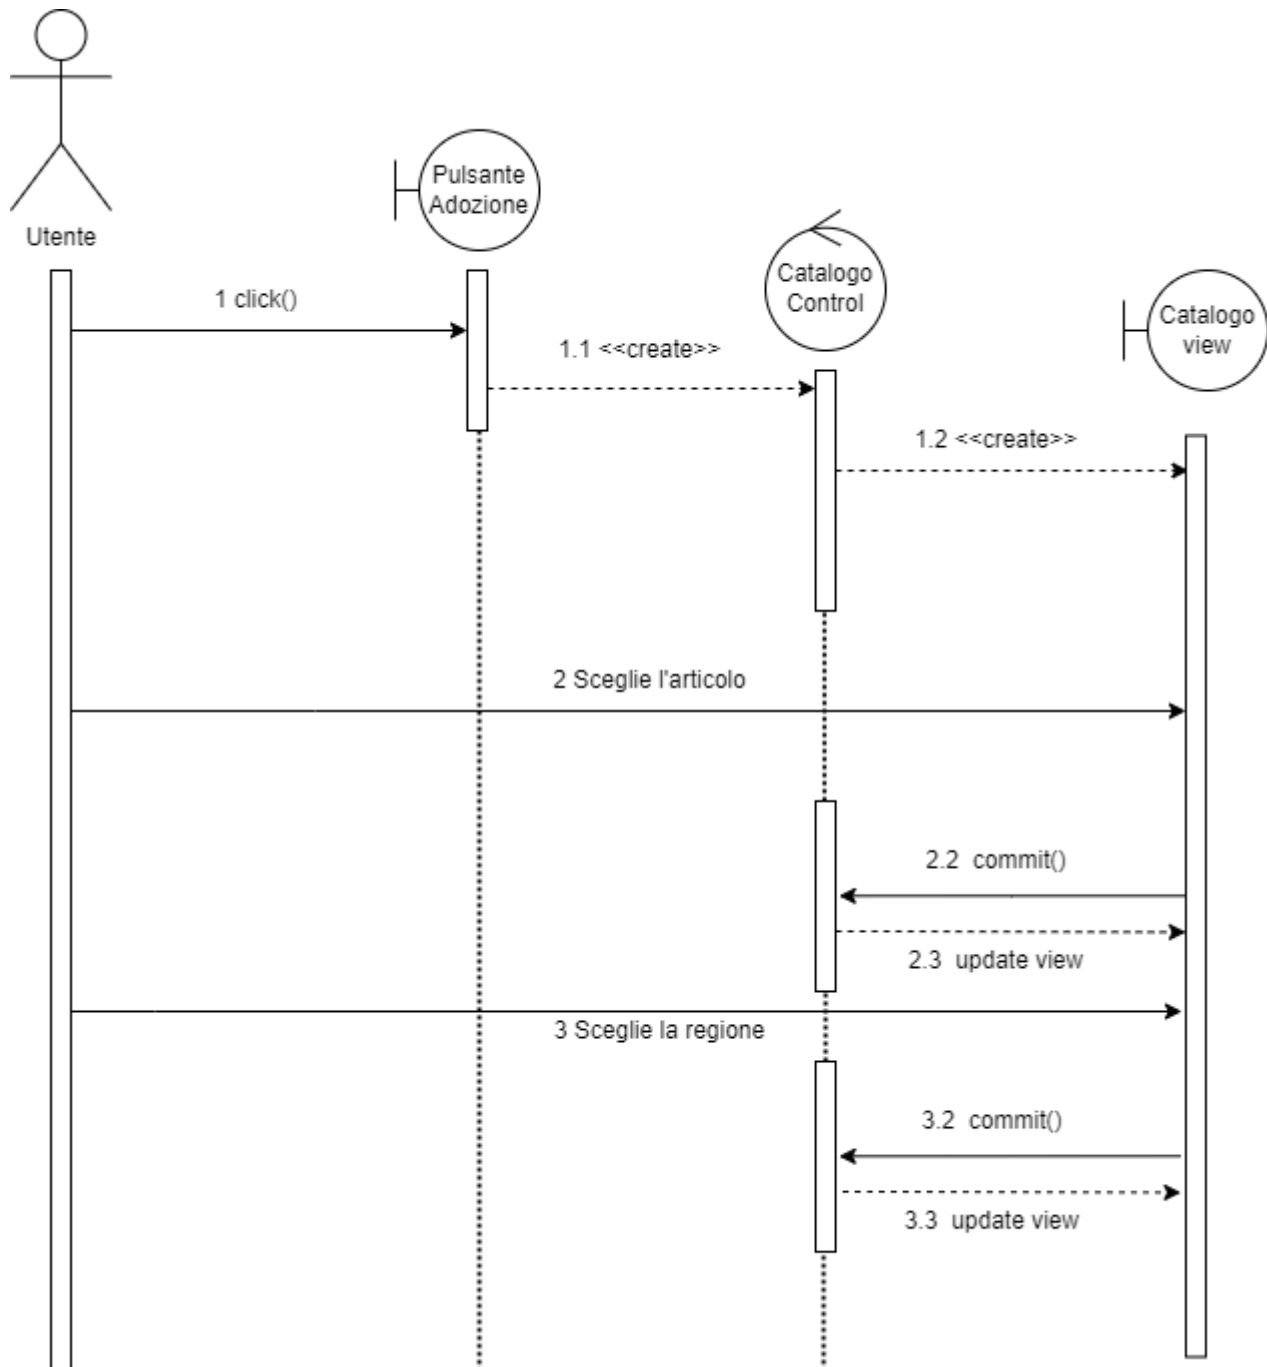 Pulsante
Adozione
Utente
Catalogo
Control
Catalogo
view
1 click()
1.1 <<create>>
1.2 <<create>>
2 Sceglie l'articolo
2.2  commit()
2.3  update view
3 Sceglie la regione
3.2  commit()
3.3  update view